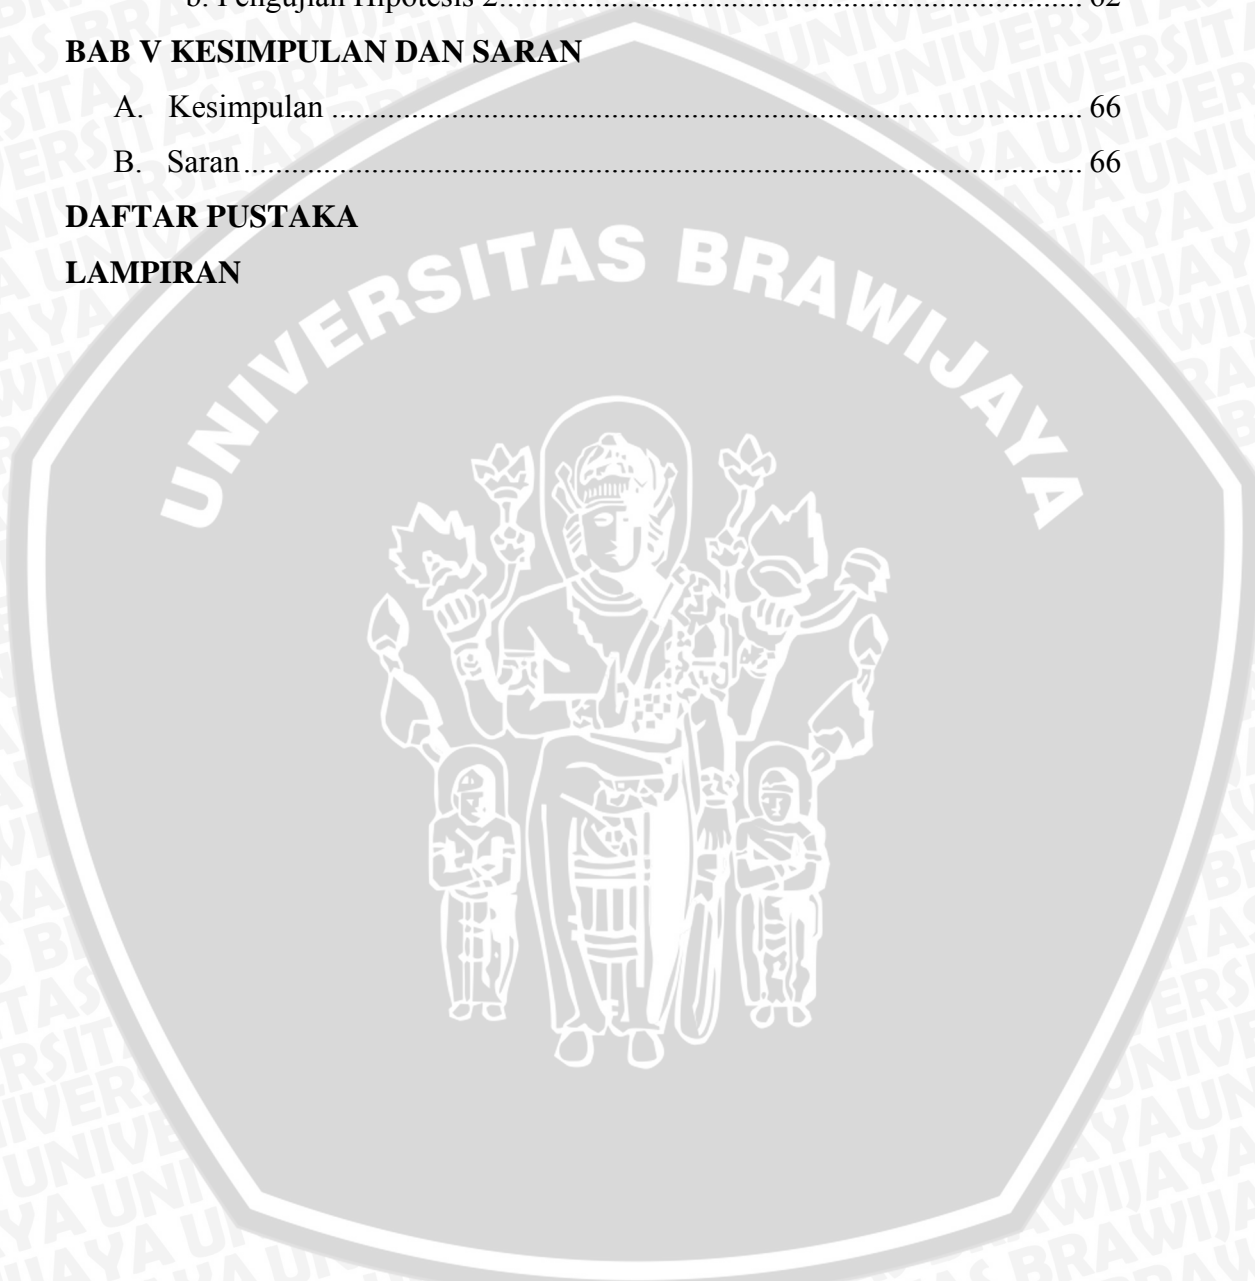 b. Pengujian Hipotesis 2........................................................................ 62
BAB V KESIMPULAN DAN SARAN
A. Kesimpulan ............................................................................................ 66
B. Saran....................................................................................................... 66
DAFTAR PUSTAKA
LAMPIRAN
UNIVERSITAS BRAWIJAYA